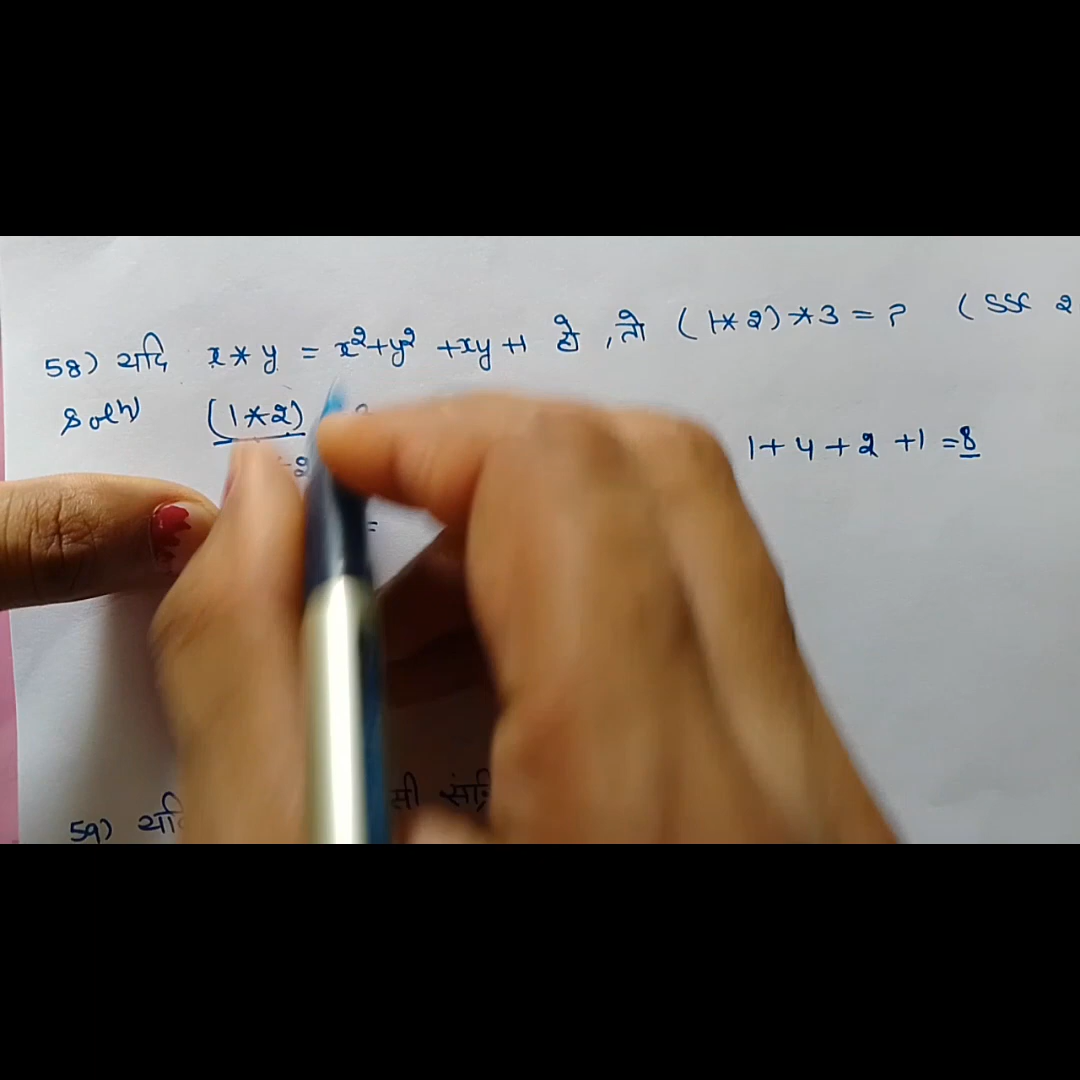 58) यदि x * y = x²+y² +xy+1 हो , तो (1*2)*3 = ? ( SSC 2
Soln (1*2)
1+4+2+1 =8
=
59) सी